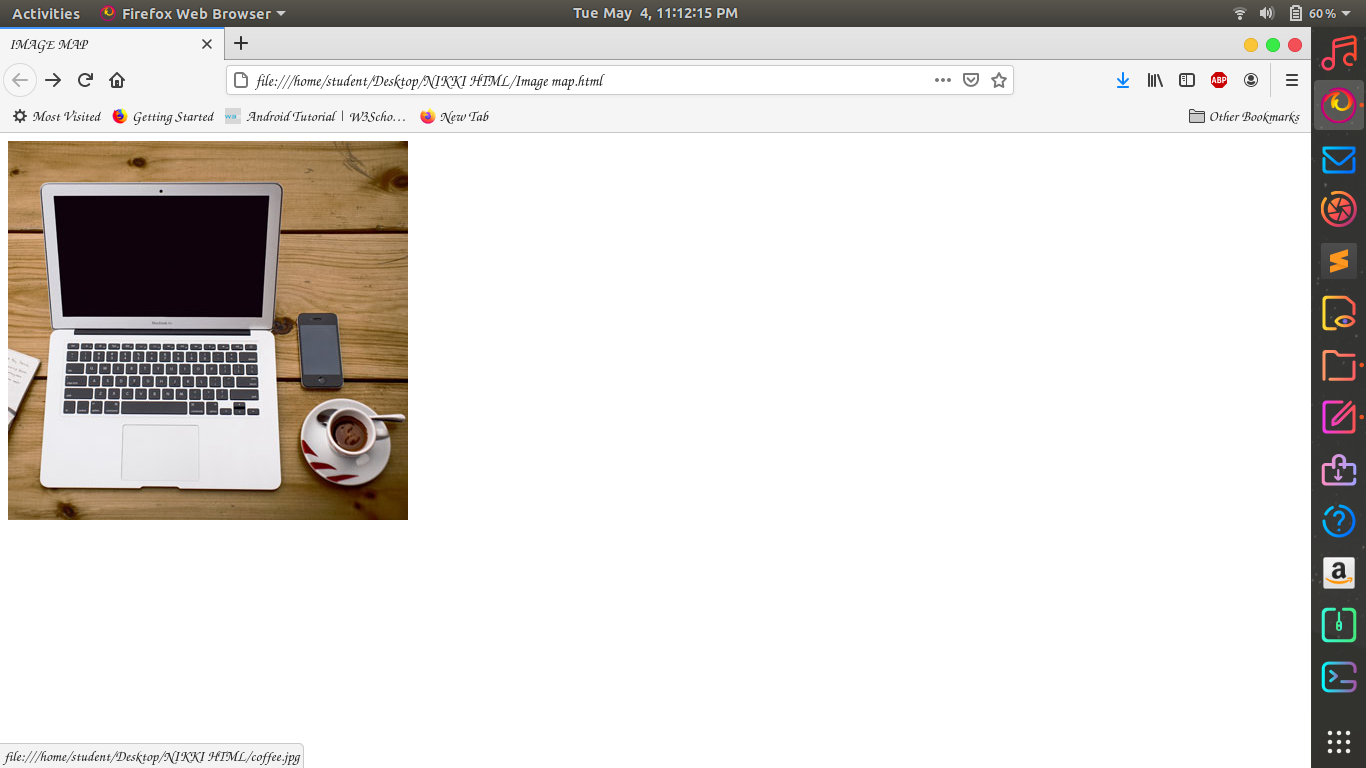 Activities Firefox Web Browser Tue May 4, 11:12:15 PM 60 %
IMAGE MAP
file:///home/student/Desktop/NIKKI HTML/Image map.html ABP
Most Visited Getting Started w3 Android Tutorial | W3Scho… New Tab Other Bookmarks
a
file:///home/student/Desktop/NIKKI HTML/coffee.jpg